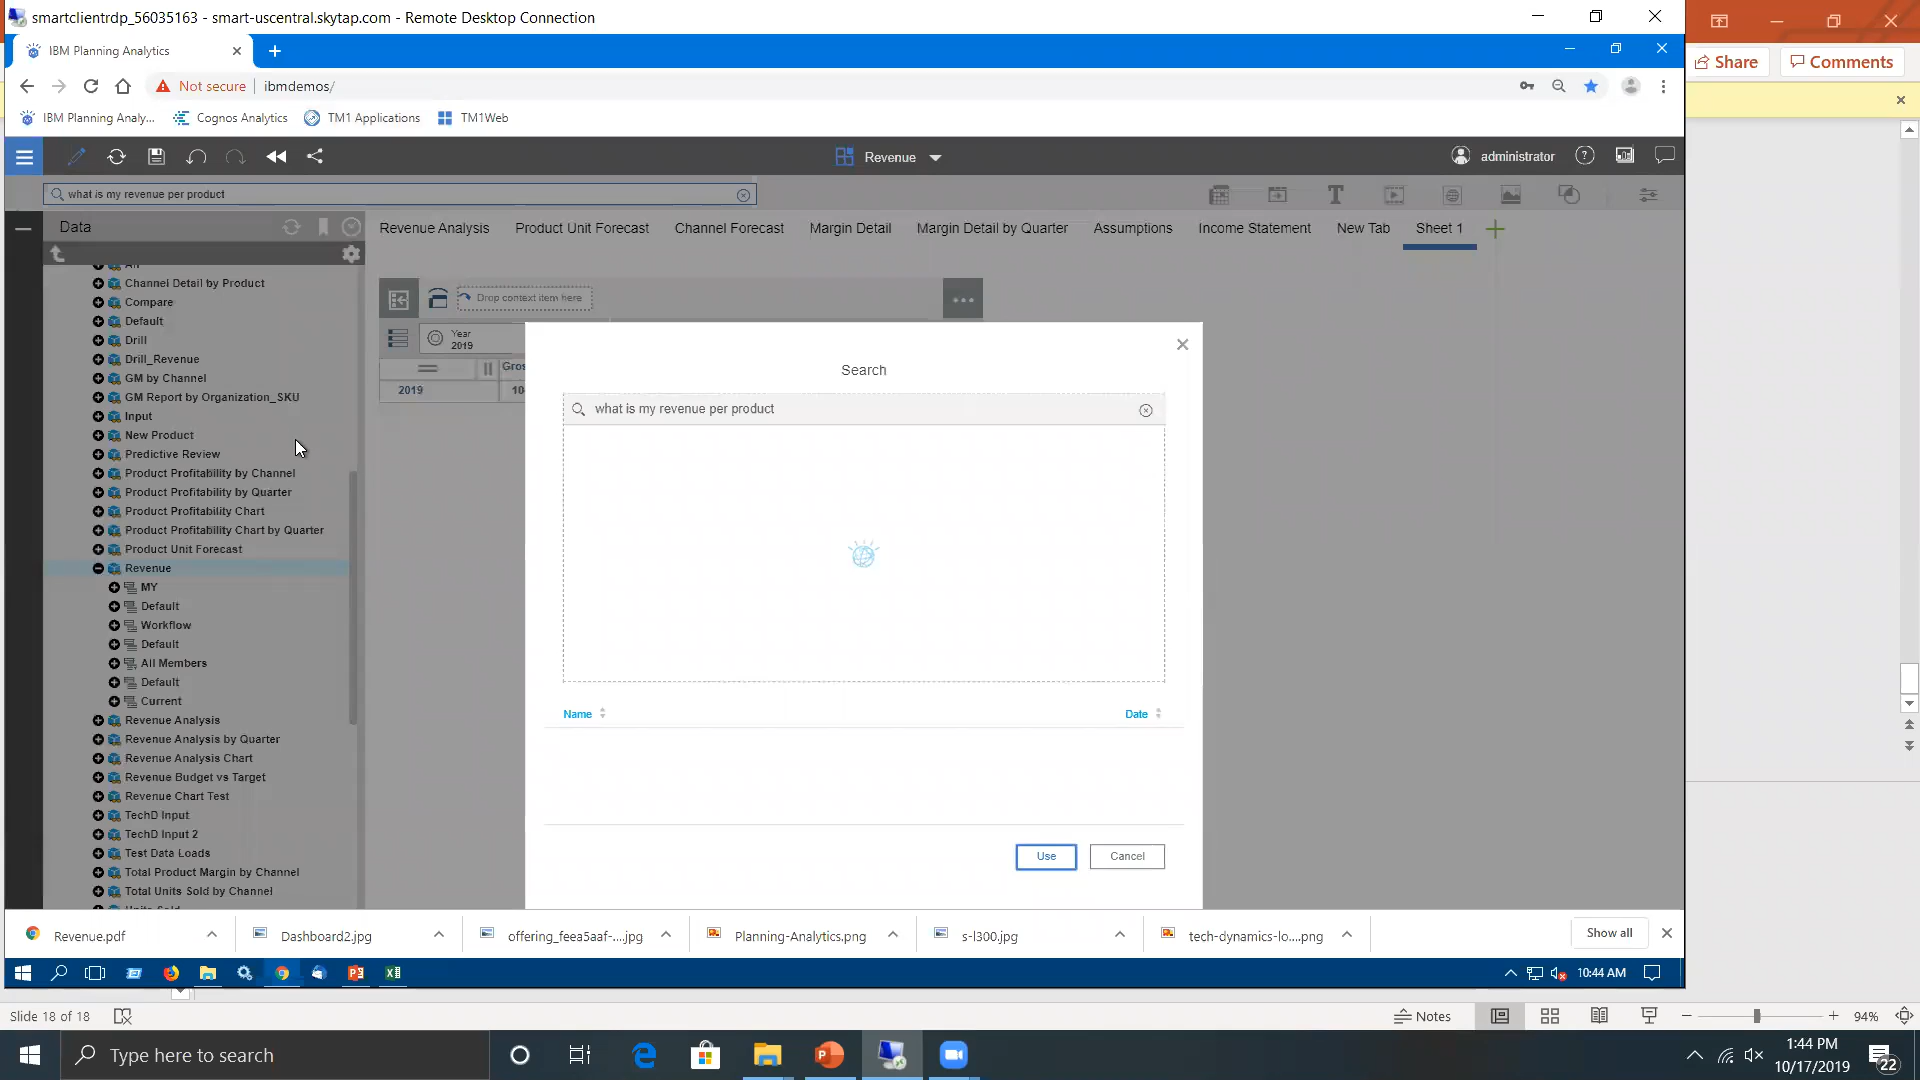 smartclientrdp_56035163 - smart-uscentral.skytap.com - Remote Desktop Connection
IBM Planning Analytics
Share
Comments
Not secure
ibmdemos/
IBM Planning Analy...
Cognos Analytics
TM1 Applications
TM1Web
Revenue
administrator
what is my revenue per product
Data
Revenue Analysis
Product Unit Forecast
Channel Forecast
Margin Detail
Margin Detail by Quarter
Assumptions
Income Statement
New Tab
Sheet 1
Drop context item here
Year
2019
2019
All
Channel Detail by Product
Compare
Default
Drill
Drill_Revenue
GM by Channel
GM Report by Organization_SKU
Input
New Product
Predictive Review
Product Profitability by Channel
Product Profitability by Quarter
Product Profitability Chart
Product Profitability Chart by Quarter
Product Unit Forecast
Revenue
MY
Default
Workflow
Default
All Members
Default
Current
Revenue Analysis
Revenue Analysis by Quarter
Revenue Analysis Chart
Revenue Budget vs Target
Revenue Chart Test
TechD Input
TechD Input 2
Test Data Loads
Total Product Margin by Channel
Total Units Sold by Channel
Search
what is my revenue per product
Name
Date
Use
Cancel
Revenue.pdf
Dashboard2.jpg
offering_feea5aaf-....jpg
Planning-Analytics.png
s-l300.jpg
tech-dynamics-lo....png
Show all
10:44 AM
Slide 18 of 18
Notes
94%
Type here to search
1:44 PM
10/17/2019
22